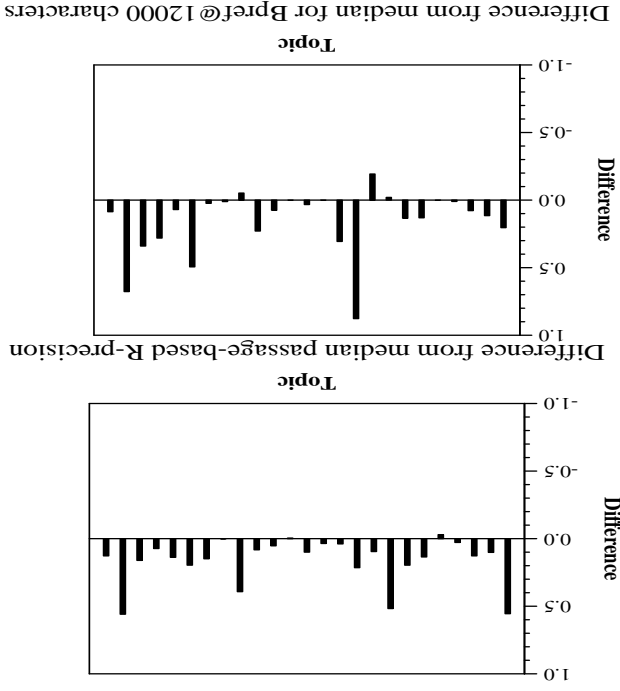 1.0
0.5
0.0
-0.5
-1.0
Difference
Topic
Difference from median passage-based R-precision
1.0
0.5
0.0
-0.5
-1.0
Difference
Topic
Difference from median for Bpref@12000 characters